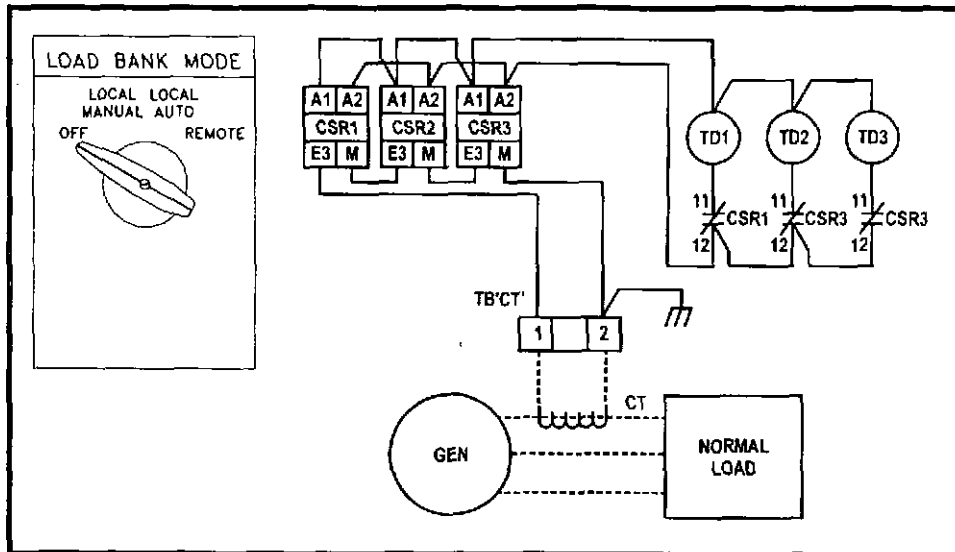 LOAD BANK MODE
LOCAL LOCAL
MANUAL AUTO
OFF REMOTE
A1 A2 A1 A2 A1 A2
CSR1 CSR2 CSR3
E3 M E3 M E3 M
TD1 TD2 TD3
11 11 11
CSR1 CSR3 CSR3
12 12 12
TB'CT'
1 2
CT
GEN
NORMAL
LOAD